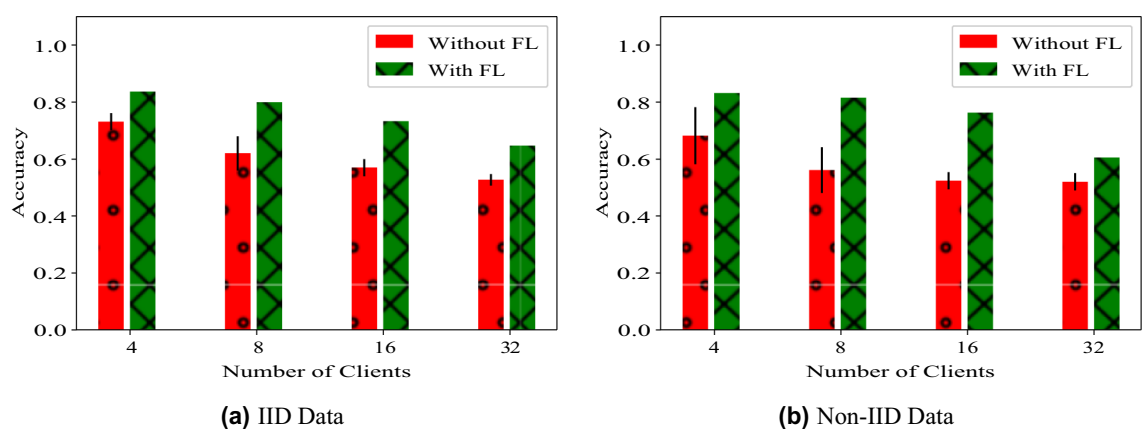 1.0
0.8
0.6
0.4
0.2
0.0
Accuracy
Without FL
With FL
4 8 16 32
Number of Clients
(a) IID Data
1.0
0.8
0.6
0.4
0.2
0.0
Accuracy
Without FL
With FL
4 8 16 32
Number of Clients
(b) Non-IID Data